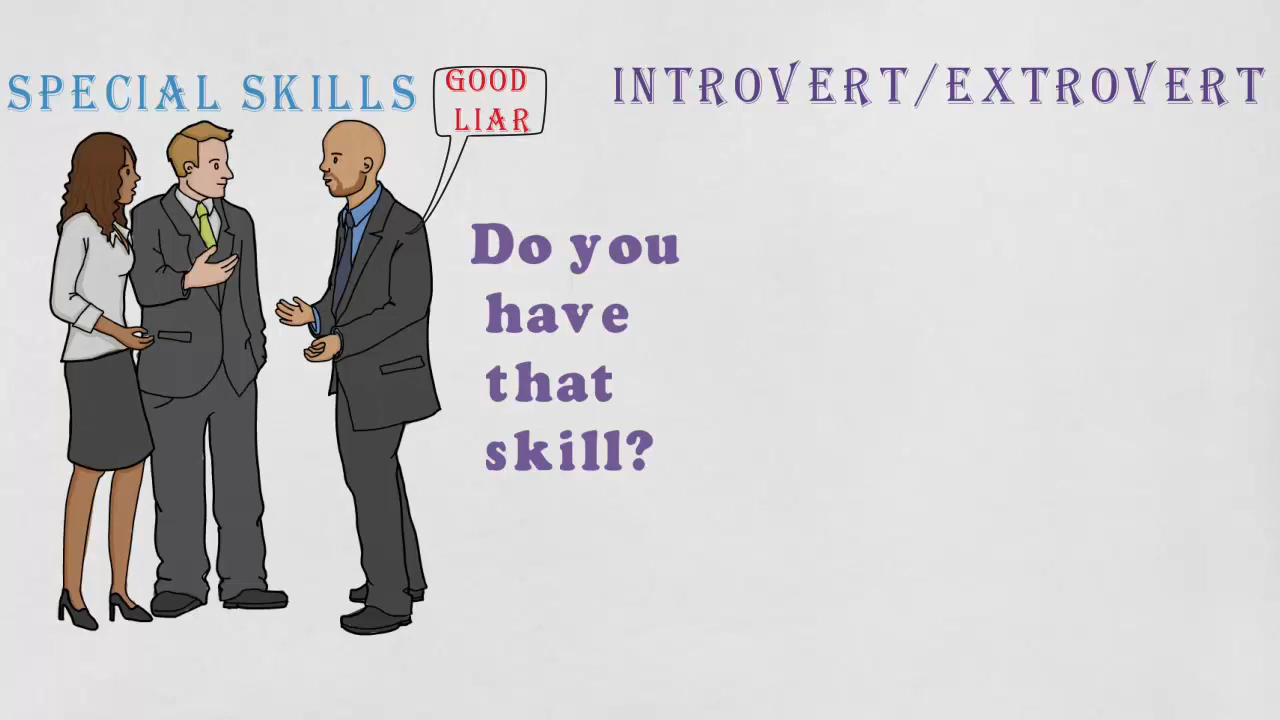 SPECIAL SKILLS
GOOD
LIAR
INTROVERT/EXTROVERT
Do you
have
that
skill?